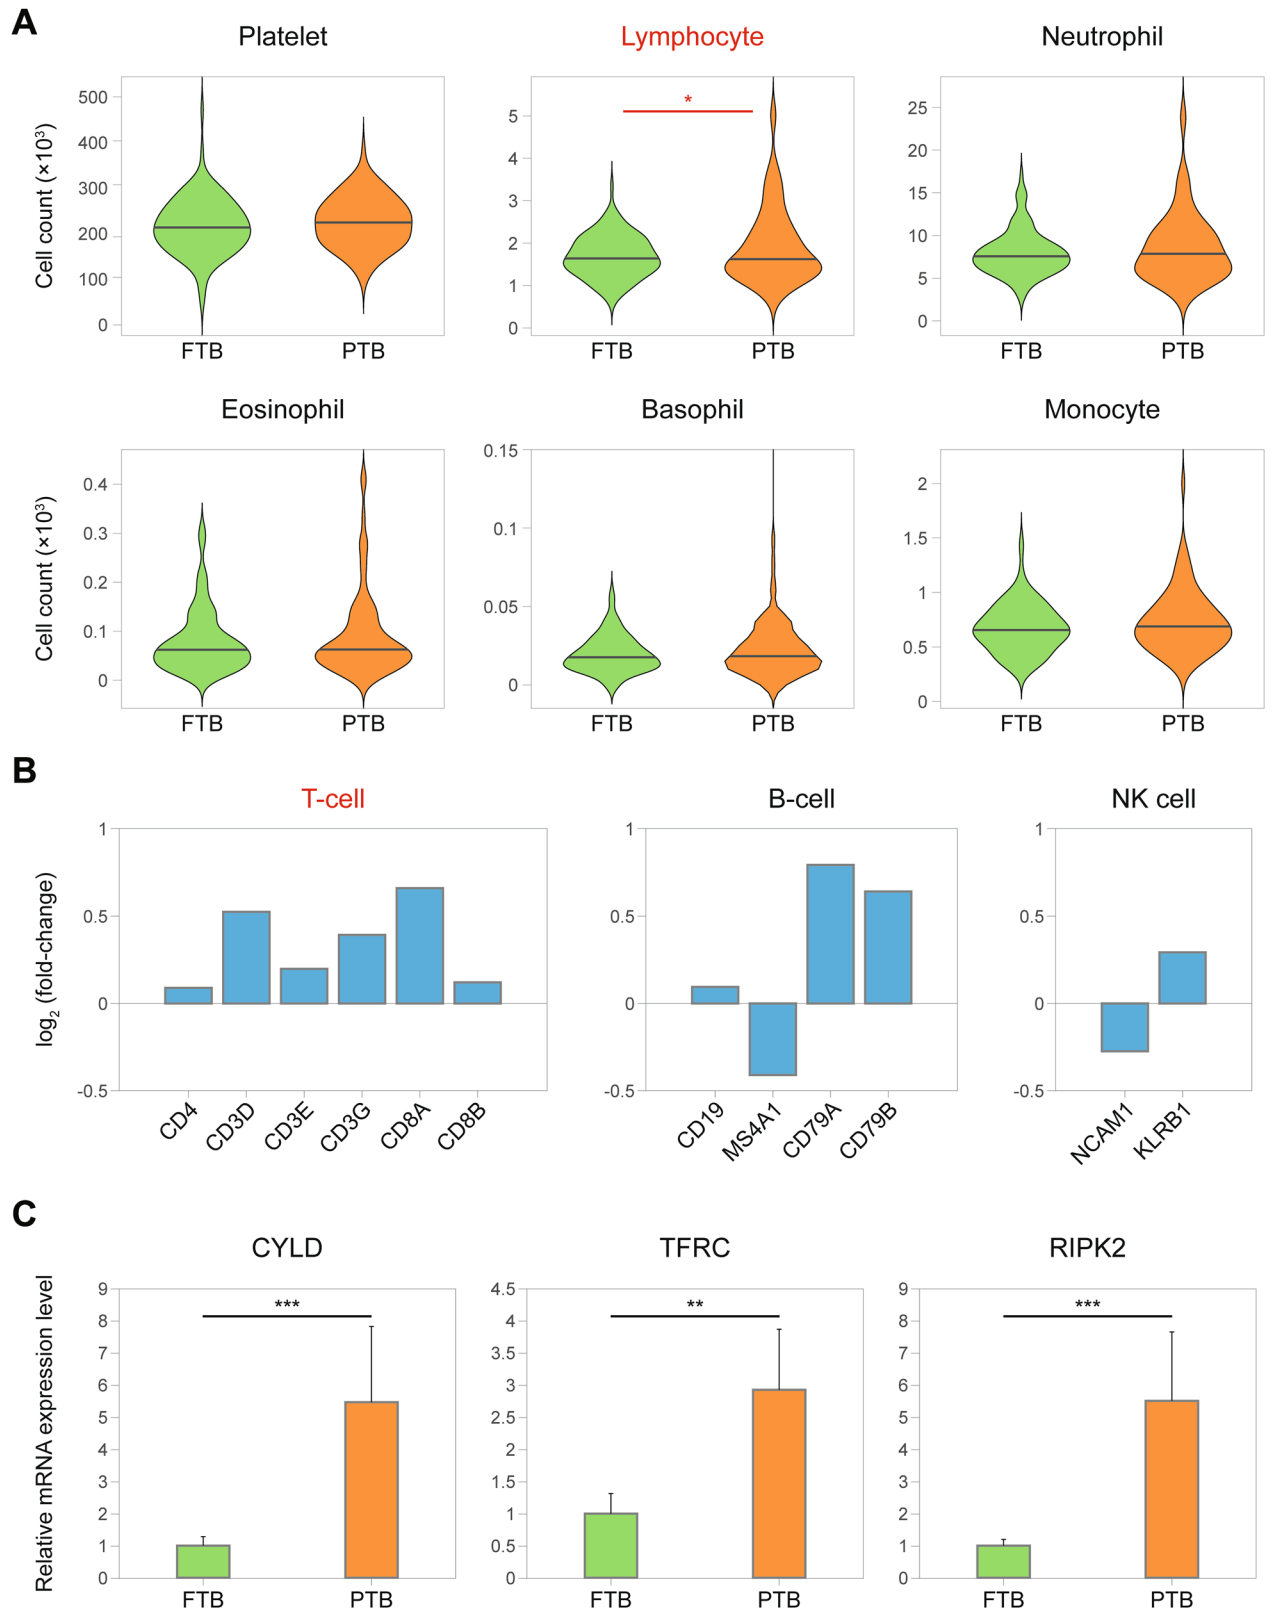 A
Platelet
Lymphocyte
Neutrophil
Cell count (×10³)
500
400
300
200
100
0
FTB
PTB
*
5
4
3
2
1
0
FTB
PTB
25
20
15
10
5
0
FTB
PTB
Eosinophil
Basophil
Monocyte
Cell count (×10³)
0.4
0.3
0.2
0.1
0
FTB
PTB
0.15
0.1
0.05
0
FTB
PTB
2
1.5
1
0.5
0
FTB
PTB
B
T-cell
B-cell
NK cell
log₂ (fold-change)
1
0.5
0
-0.5
CD4
CD3D
CD3E
CD3G
CD8A
CD8B
1
0.5
0
-0.5
CD19
MS4A1
CD79A
CD79B
1
0.5
0
-0.5
NCAM1
KLRB1
C
CYLD
TFRC
RIPK2
Relative mRNA expression level
9
8
7
6
5
4
3
2
1
0
***
FTB
PTB
4.5
4
3.5
3
2.5
2
1.5
1
0.5
0
**
FTB
PTB
9
8
7
6
5
4
3
2
1
0
***
FTB
PTB